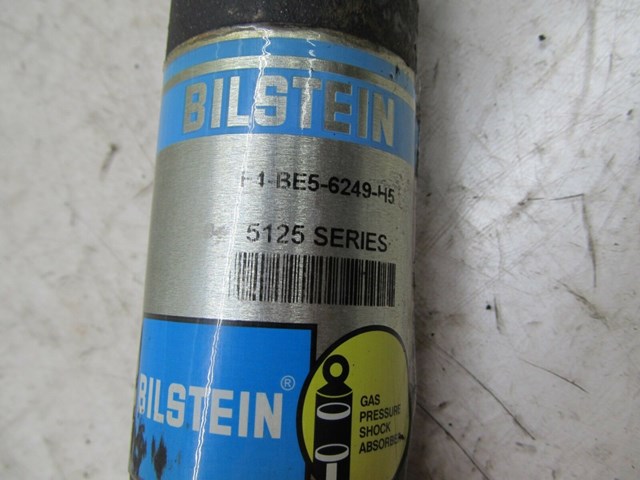 BILSTEIN
F4-BE5-6249-H5
5125 SERIES
BILSTEIN®
GAS
PRESSURE
SHOCK
ABSORBER